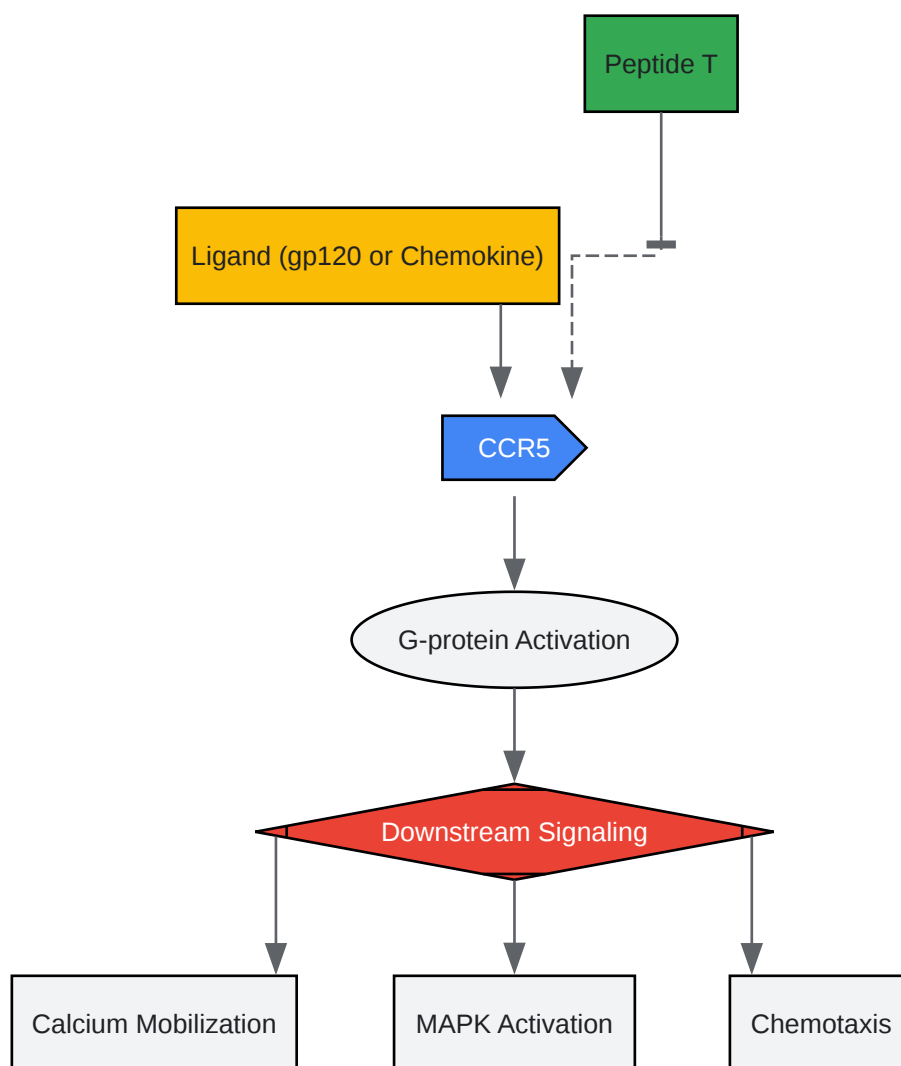 Peptide T
Ligand (gp120 or Chemokine)
CCR5
G-protein Activation
Downstream Signaling
Calcium Mobilization
MAPK Activation
Chemotaxis